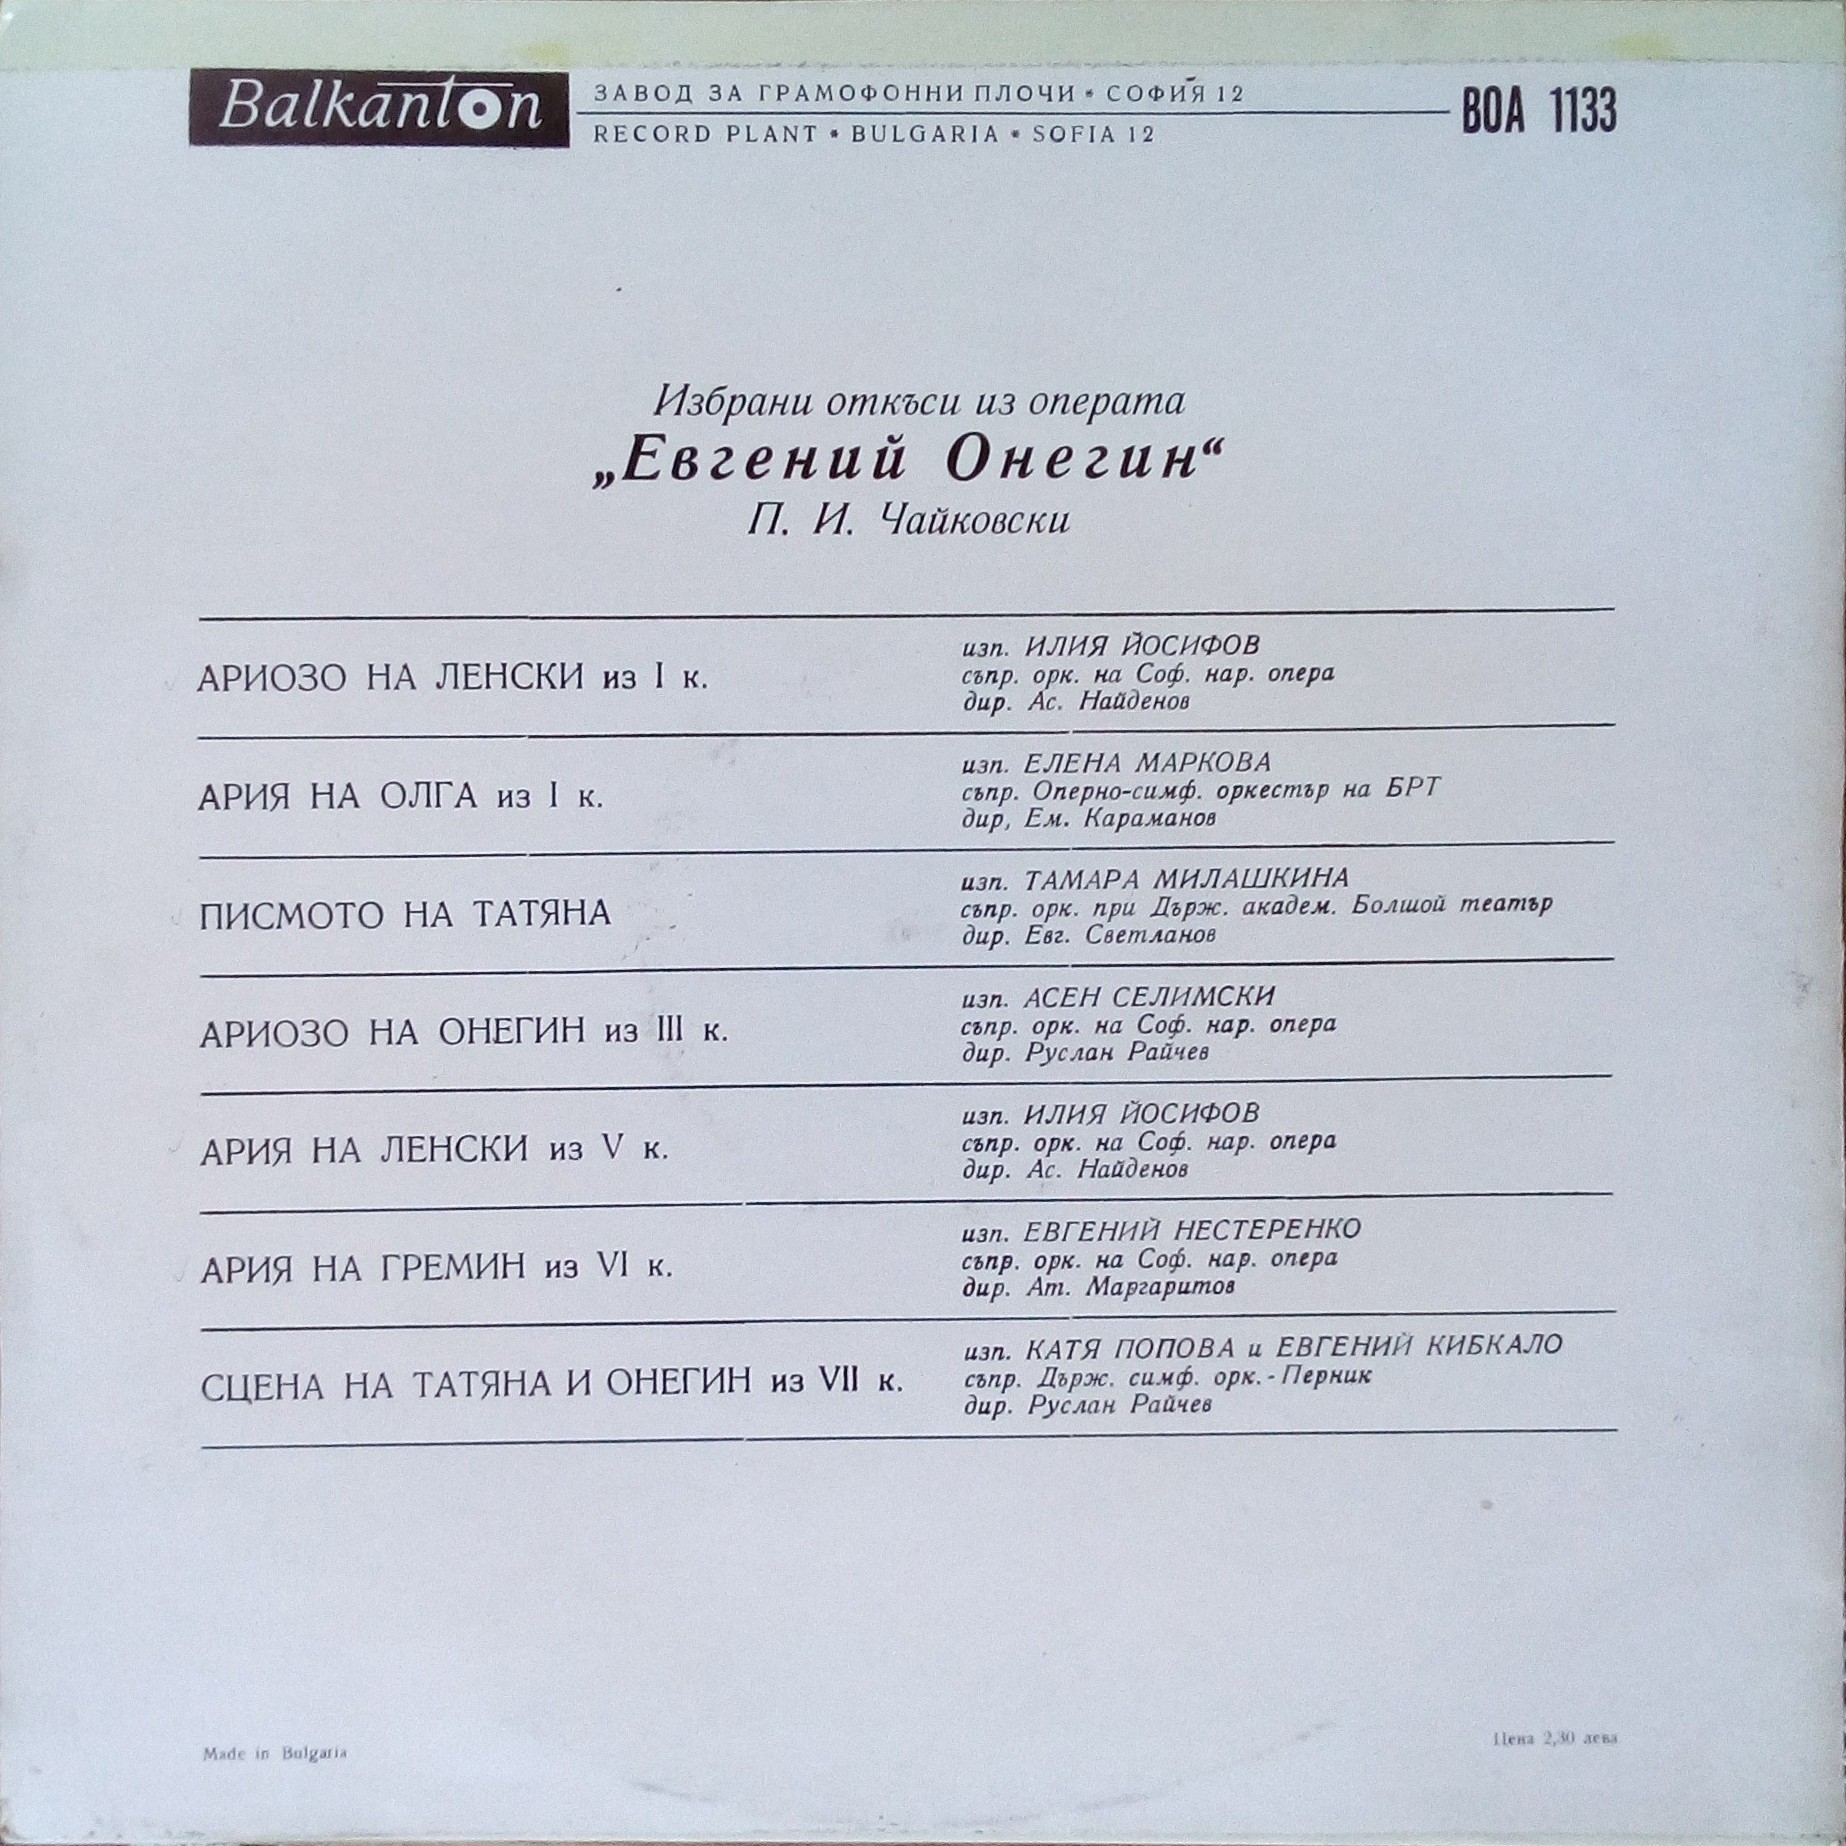 Balkanton
ЗАВОД ЗА ГРАМОФОННИ ПЛОЧИ * СОФИЯ 12
RECORD PLANT * BULGARIA * SOFIA 12
ВОА 1133
Избрани откъси из операта
„Евгений Онегин“
П. И. Чайковски
АРИОЗО НА ЛЕНСКИ из I к.
изп. ИЛИЯ ЙОСИФОВ
съпр. орк. на Соф. нар. опера
дир. Ас. Найденов
АРИЯ НА ОЛГА из I к.
изп. ЕЛЕНА МАРКОВА
съпр. Оперно-симф. оркестър на БРТ
дир, Ем. Караманов
ПИСМОТО НА ТАТЯНА
изп. ТАМАРА МИЛАШКИНА
съпр. орк. при Държ. академ. Болшой театър
дир. Евг. Светланов
АРИОЗО НА ОНЕГИН из III к.
изп. АСЕН СЕЛИМСКИ
съпр. орк. на Соф. нар. опера
дир. Руслан Райчев
АРИЯ НА ЛЕНСКИ из V к.
изп. ИЛИЯ ЙОСИФОВ
съпр. орк. на Соф. нар. опера
дир. Ас. Найденов
АРИЯ НА ГРЕМИН из VI к.
изп. ЕВГЕНИЙ НЕСТЕРЕНКО
съпр. орк. на Соф. нар. опера
дир. Ат. Маргаритов
СЦЕНА НА ТАТЯНА И ОНЕГИН из VII к.
изп. КАТЯ ПОПОВА и ЕВГЕНИЙ КИБКАЛО
съпр. Държ. симф. орк. - Перник
дир. Руслан Райчев
Made in Bulgaria
Цена 2,30 лева